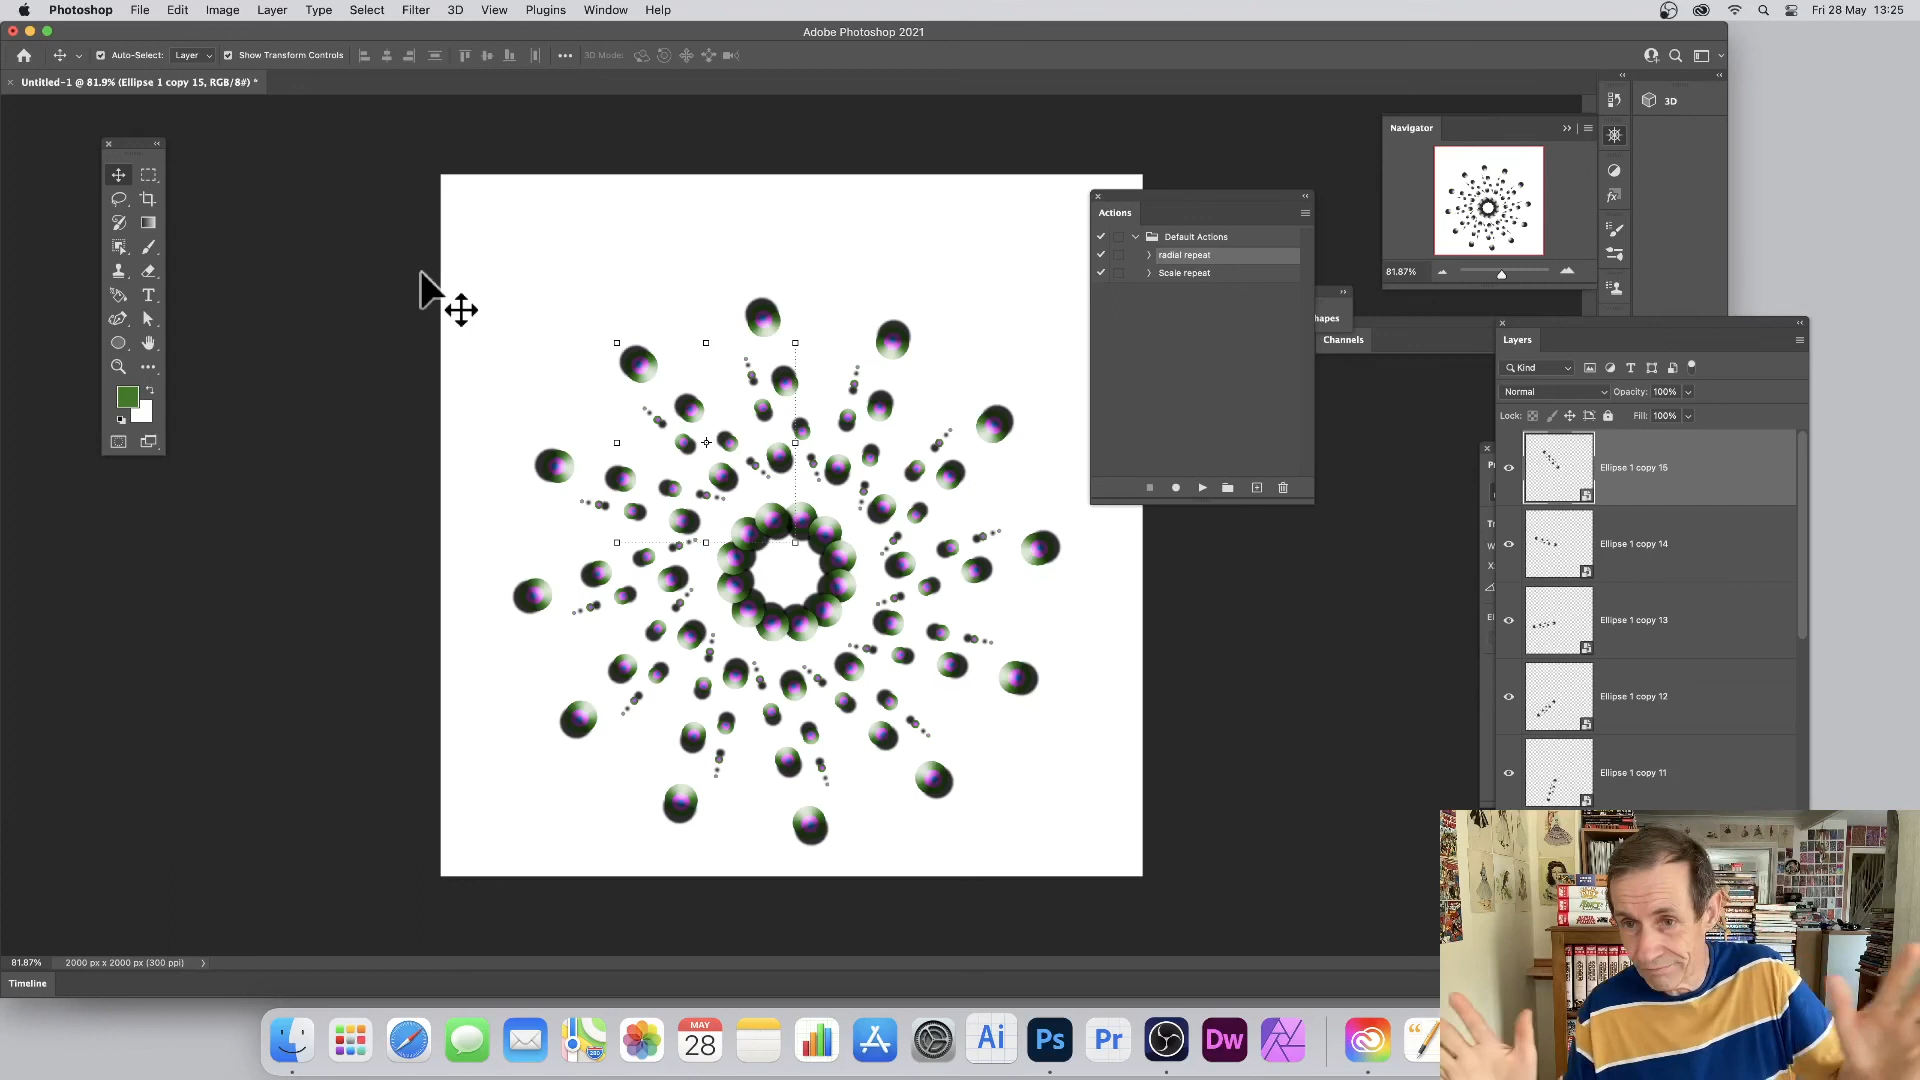 Photoshop File Edit Image Layer Type Select Filter 3D View Plugins Window Help
Fri 28 May 13:25
Adobe Photoshop 2021
Auto-Select: Layer Show Transform Controls
3D Mode:
Untitled-1 @ 81.9% (Ellipse 1 copy 15, RGB/8#) *
3D
Navigator
81.87%
Actions
Default Actions
radial repeat
Scale repeat
hapes
Channels
Layers
Kind
Normal Opacity: 100%
Lock: Fill: 100%
Ellipse 1 copy 15
Ellipse 1 copy 14
Ellipse 1 copy 13
Ellipse 1 copy 12
Ellipse 1 copy 11
81.87% 2000 px x 2000 px (300 ppi)
Timeline
MAY
28
Ai
Ps
Pr
Dw